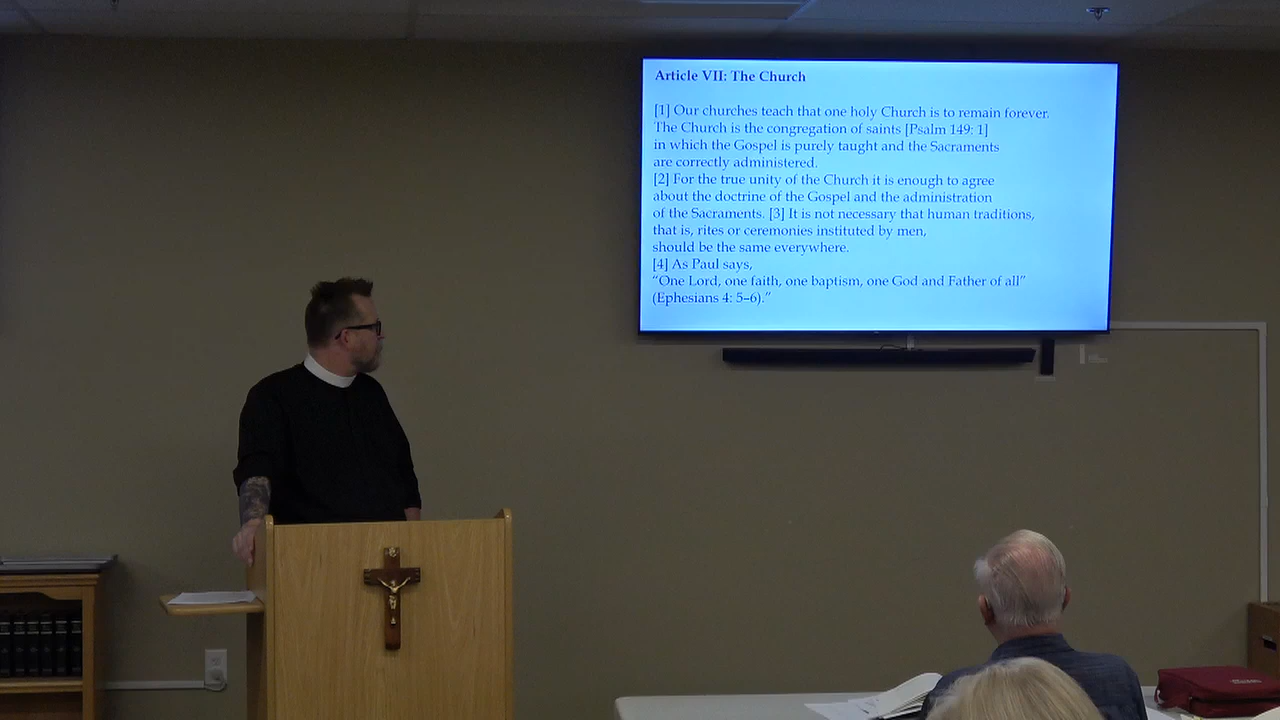 Article VII: The Church
[1] Our churches teach that one holy Church is to remain forever.
The Church is the congregation of saints [Psalm 149: 1]
in which the Gospel is purely taught and the Sacraments
are correctly administered.
[2] For the true unity of the Church it is enough to agree
about the doctrine of the Gospel and the administration
of the Sacraments. [3] It is not necessary that human traditions,
that is, rites or ceremonies instituted by men,
should be the same everywhere.
[4] As Paul says,
“One Lord, one faith, one baptism, one God and Father of all”
(Ephesians 4: 5–6).”